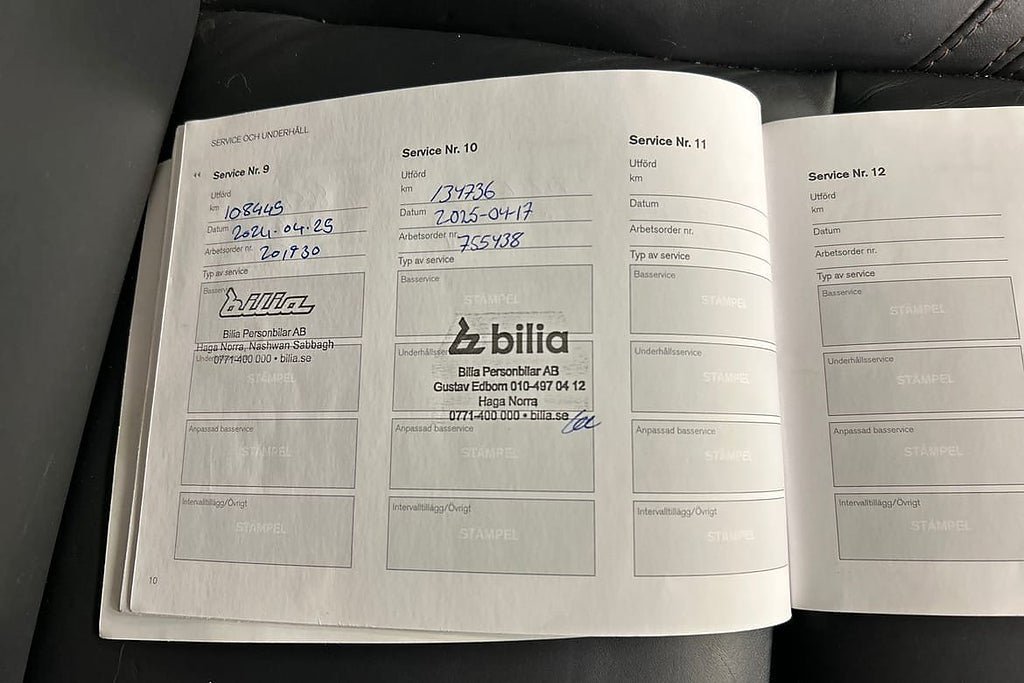 SERVICE OCH UNDERHÅLL
Service Nr. 9
Utförd
km 108445
Datum 2024-04-25
Arbetsorder nr. 201930
Typ av service
Basservice
bilia
Bilia Personbilar AB
Haga Norra, Nashwan Sabbagh
0771-400 000 • bilia.se
STÄMPEL
Anpassad basservice
STÄMPEL
Intervalltillägg/Övrigt
STÄMPEL
10
Service Nr. 10
Utförd
km 134736
Datum 2025-04-17
Arbetsorder nr. 755438
Typ av service
Basservice
STÄMPEL
Underhållsservice
bilia
Bilia Personbilar AB
Gustav Edbom 010-497 04 12
Haga Norra
0771-400 000 • bilia.se
Anpassad basservice
STÄMPEL
Intervalltillägg/Övrigt
STÄMPEL
Service Nr. 11
Utförd
km
Datum
Arbetsorder nr.
Typ av service
Basservice
STÄMPEL
Underhållsservice
STÄMPEL
Anpassad basservice
STÄMPEL
Intervalltillägg/Övrigt
STÄMPEL
Service Nr. 12
Utförd
km
Datum
Arbetsorder nr.
Typ av service
Basservice
STÄMPEL
Underhållsservice
STÄMPEL
Anpassad basservice
STÄMPEL
Intervalltillägg/Övrigt
STÄMPEL